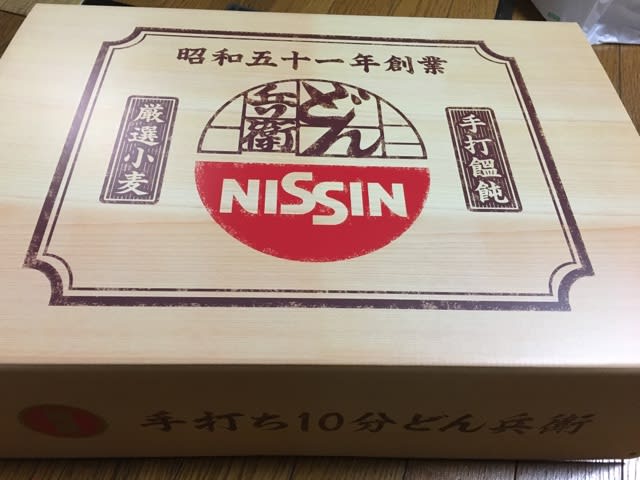 昭和五十一年創業
どん兵衛
厳選小麦
手打饂飩
NISSIN
手打ち10分どん兵衛